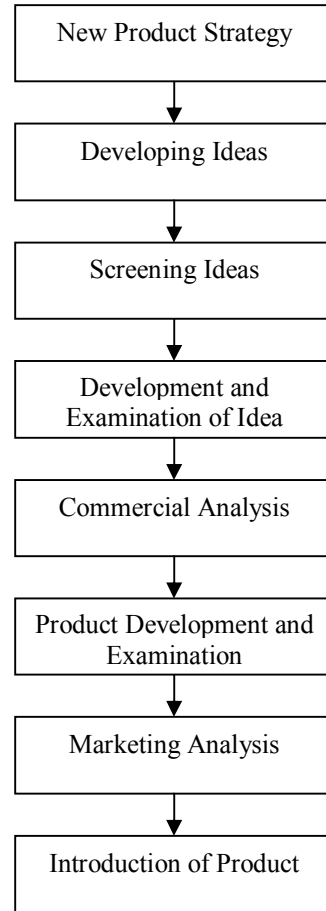 New Product Strategy
Developing Ideas
Screening Ideas
Development and
Examination of Idea
Commercial Analysis
Product Development and
Examination
Marketing Analysis
Introduction of Product